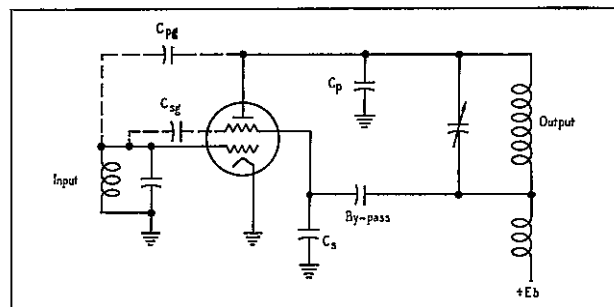 Cpg
Csg
Cp
Output
Input
By-pass
Cs
+Eb